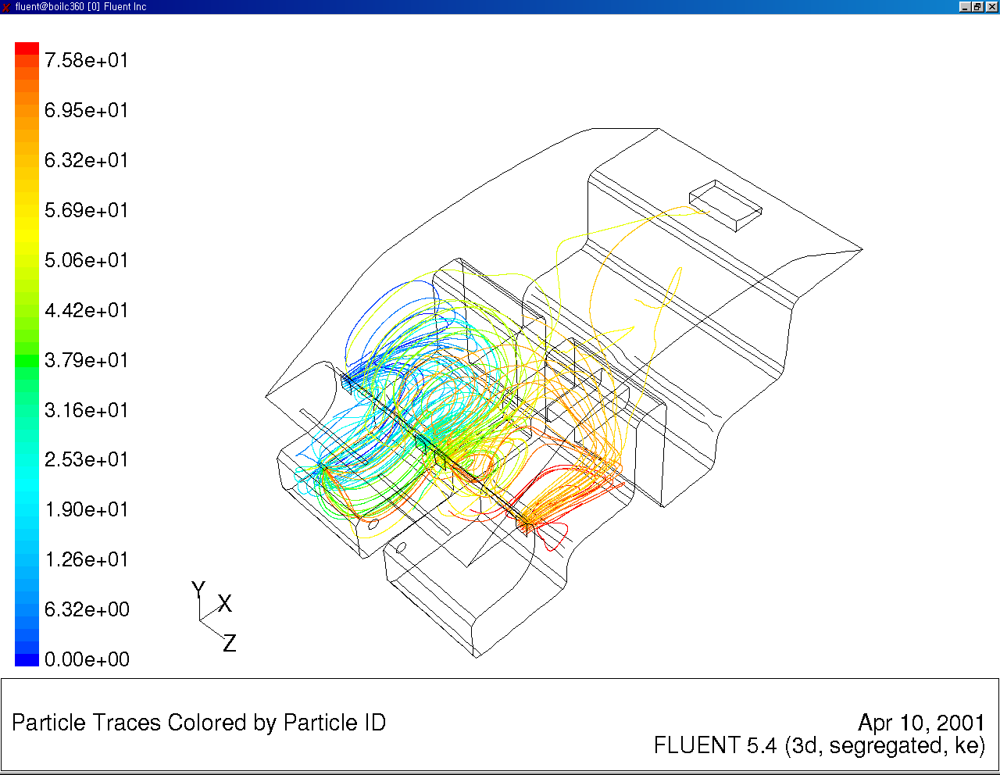 fluent@boilc360 [0] Fluent Inc
7.58e+01
6.95e+01
6.32e+01
5.69e+01
5.06e+01
4.42e+01
3.79e+01
3.16e+01
2.53e+01
1.90e+01
1.26e+01
6.32e+00
0.00e+00
Y
X
Z
Particle Traces Colored by Particle ID
Apr 10, 2001
FLUENT 5.4 (3d, segregated, ke)